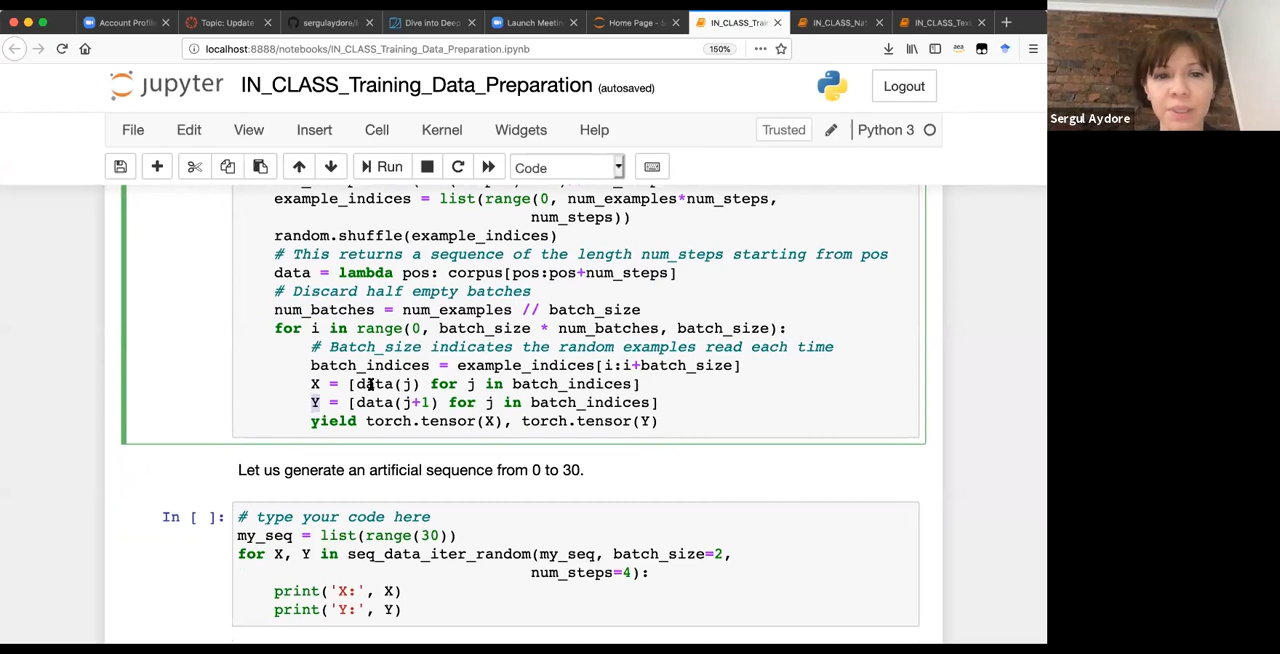 Account Profil
Topic: Update
sergulaydore/
Dive into Deep
Launch Meetin
Home Page -
IN_CLASS_Trai
IN_CLASS_Na
IN_CLASS_Tex
localhost:8888/notebooks/IN_CLASS_Training_Data_Preparation.ipynb
150%
jupyter IN_CLASS_Training_Data_Preparation (autosaved)
Logout
File Edit View Insert Cell Kernel Widgets Help
Trusted
Python 3
Run
Code
Sergul Aydore
example_indices = list(range(0, num_examples*num_steps,
num_steps))
random.shuffle(example_indices)
# This returns a sequence of the length num_steps starting from pos
data = lambda pos: corpus[pos:pos+num_steps]
# Discard half empty batches
num_batches = num_examples // batch_size
for i in range(0, batch_size * num_batches, batch_size):
# Batch_size indicates the random examples read each time
batch_indices = example_indices[i:i+batch_size]
X = [data(j) for j in batch_indices]
Y = [data(j+1) for j in batch_indices]
yield torch.tensor(X), torch.tensor(Y)
Let us generate an artificial sequence from 0 to 30.
In [ ]:
# type your code here
my_seq = list(range(30))
for X, Y in seq_data_iter_random(my_seq, batch_size=2,
num_steps=4):
print('X:', X)
print('Y:', Y)